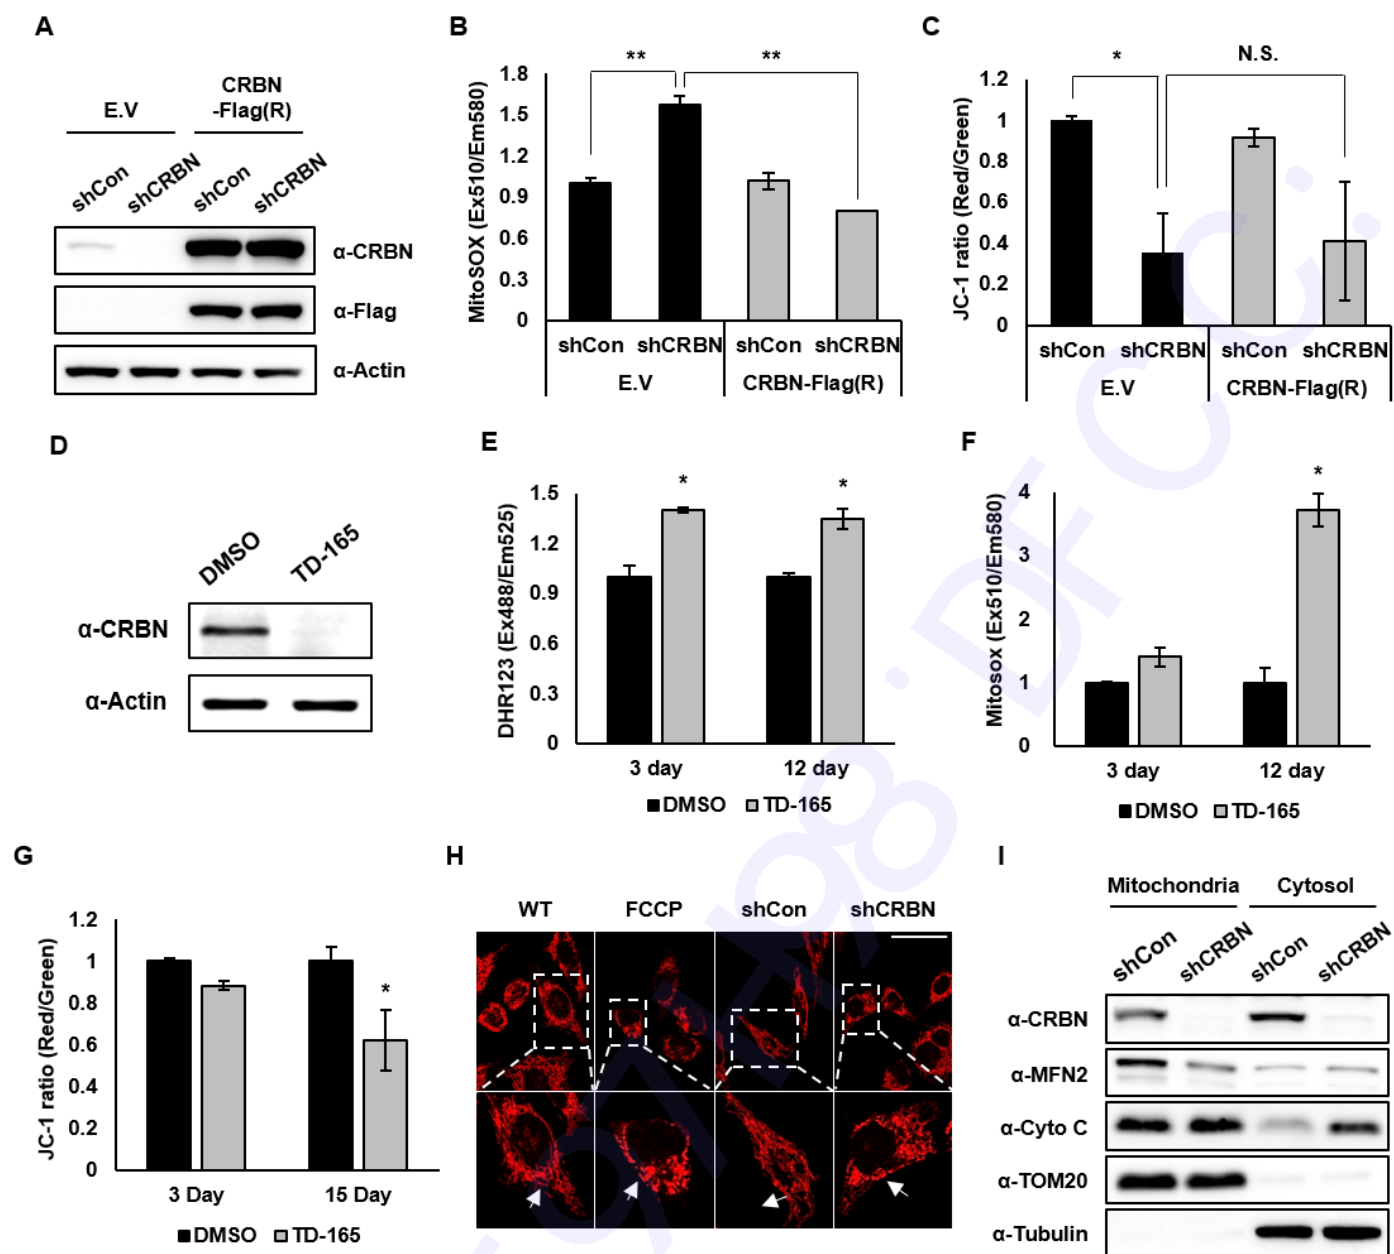 A
E.V
CRBN
-Flag(R)
shCon
shCRBN
shCon
shCRBN
α-CRBN
α-Flag
α-Actin
B
**
**
MitoSOX (Ex510/Em580)
1.8
1.5
1.2
0.9
0.6
0.3
0
shCon shCRBN shCon shCRBN
E.V CRBN-Flag(R)
C
*
N.S.
JC-1 ratio (Red/Green)
1.2
1
0.8
0.6
0.4
0.2
0
shCon shCRBN shCon shCRBN
E.V CRBN-Flag(R)
D
DMSO
TD-165
α-CRBN
α-Actin
E
DHR123 (Ex488/Em525)
1.5
1.2
0.9
0.6
0.3
0
*
*
3 day 12 day
DMSO TD-165
F
Mitosox (Ex510/Em580)
4
3
2
1
0
*
3 day 12 day
DMSO TD-165
G
JC-1 ratio (Red/Green)
1.2
1
0.8
0.6
0.4
0.2
0
*
3 Day 15 Day
DMSO TD-165
H
WT FCCP shCon shCRBN
I
Mitochondria Cytosol
shCon
shCRBN
shCon
shCRBN
α-CRBN
α-MFN2
α-Cyto C
α-TOM20
α-Tubulin